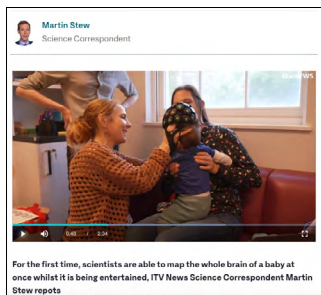 Martin Stew
Science Correspondent
0:45 / 2:34
For the first time, scientists are able to map the whole brain of a baby at
once whilst it is being entertained, ITV News Science Correspondent Martin
Stew repots